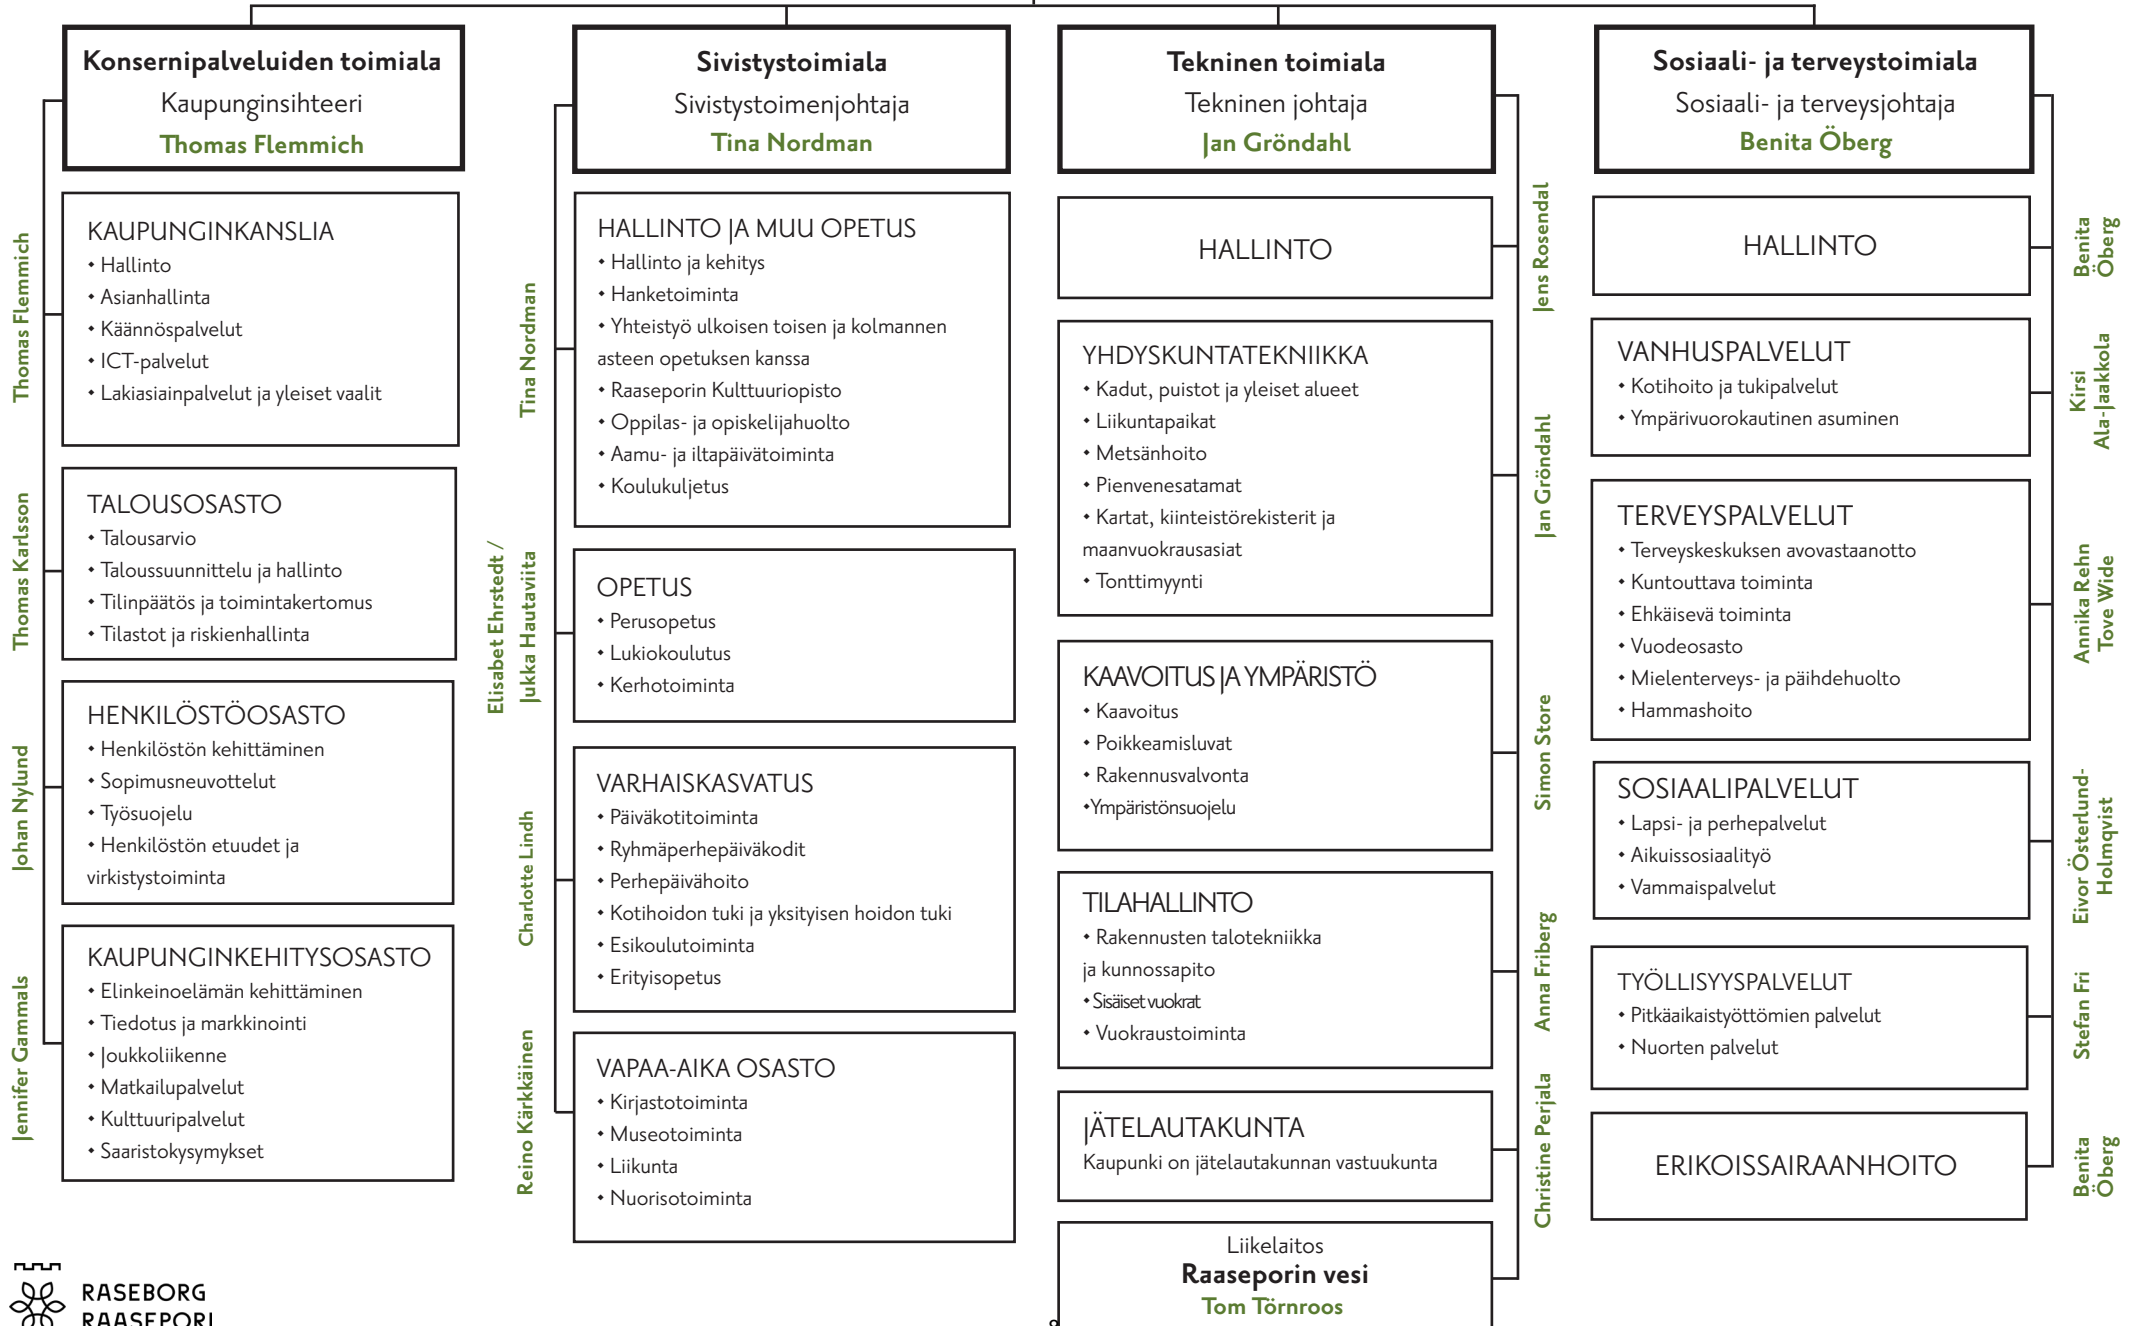 Konsernipalveluiden toimiala
Kaupunginsihteeri
Thomas Flemmich
Thomas Flemmich
KAUPUNGINKANSLIA
• Hallinto
• Asianhallinta
• Käännöspalvelut
• ICT-palvelut
• Lakiasiainpalvelut ja yleiset vaalit
Thomas Karlsson
TALOUSOSASTO
• Talousarvio
• Taloussuunnittelu ja hallinto
• Tilinpäätös ja toimintakertomus
• Tilastot ja riskienhallinta
Johan Nylund
HENKILÖSTÖOSASTO
• Henkilöstön kehittäminen
• Sopimusneuvottelut
• Työsuojelu
• Henkilöstön etuudet ja
virkistystoiminta
Jennifer Gammals
KAUPUNGINKEHITYSOSASTO
• Elinkeinoelämän kehittäminen
• Tiedotus ja markkinointi
• Joukkoliikenne
• Matkailupalvelut
• Kulttuuripalvelut
• Saaristokysymykset
Sivistystoimiala
Sivistystoimenjohtaja
Tina Nordman
Tina Nordman
HALLINTO JA MUU OPETUS
• Hallinto ja kehitys
• Hanketoiminta
• Yhteistyö ulkoisen toisen ja kolmannen
asteen opetuksen kanssa
• Raaseporin Kulttuuriopisto
• Oppilas- ja opiskelijahuolto
• Aamu- ja iltapäivätoiminta
• Koulukuljetus
Elisabet Ehrstedt /
Jukka Hautaviita
OPETUS
• Perusopetus
• Lukiokoulutus
• Kerhotoiminta
Charlotte Lindh
VARHAISKASVATUS
• Päiväkotitoiminta
• Ryhmäperhepäiväkodit
• Perhepäivähoito
• Kotihoidon tuki ja yksityisen hoidon tuki
• Esikoulutoiminta
• Erityisopetus
Reino Kärkkäinen
VAPAA-AIKA OSASTO
• Kirjastotoiminta
• Museotoiminta
• Liikunta
• Nuorisotoiminta
Tekninen toimiala
Tekninen johtaja
Jan Gröndahl
Jens Rosendal
HALLINTO
Jan Gröndahl
YHDYSKUNTATEKNIIKKA
• Kadut, puistot ja yleiset alueet
• Liikuntapaikat
• Metsänhoito
• Pienvenesatamat
• Kartat, kiinteistörekisterit ja
maanvuokrausasiat
• Tonttimyynti
Simon Store
KAAVOITUS JA YMPÄRISTÖ
• Kaavoitus
• Poikkeamisluvat
• Rakennusvalvonta
•Ympäristönsuojelu
Anna Friberg
TILAHALLINTO
• Rakennusten talotekniikka
ja kunnossapito
• Sisäiset vuokrat
• Vuokraustoiminta
Christine Perjala
JÄTELAUTAKUNTA
Kaupunki on jätelautakunnan vastuukunta
Liikelaitos
Raaseporin vesi
Tom Törnroos
Sosiaali- ja terveystoimiala
Sosiaali- ja terveysjohtaja
Benita Öberg
Benita
Öberg
HALLINTO
Kirsi
Ala-Jaakkola
VANHUSPALVELUT
• Kotihoito ja tukipalvelut
• Ympärivuorokautinen asuminen
Annika Rehn
Tove Wide
TERVEYSPALVELUT
• Terveyskeskuksen avovastaanotto
• Kuntouttava toiminta
• Ehkäisevä toiminta
• Vuodeosasto
• Mielenterveys- ja päihdehuolto
• Hammashoito
Eivor Österlund-
Holmqvist
SOSIAALIPALVELUT
• Lapsi- ja perhepalvelut
• Aikuissosiaalityö
• Vammaispalvelut
Stefan Fri
TYÖLLISYYSPALVELUT
• Pitkäaikaistyöttömien palvelut
• Nuorten palvelut
Benita
Öberg
ERIKOISSAIRAANHOITO
RASEBORG
RAASEPORI